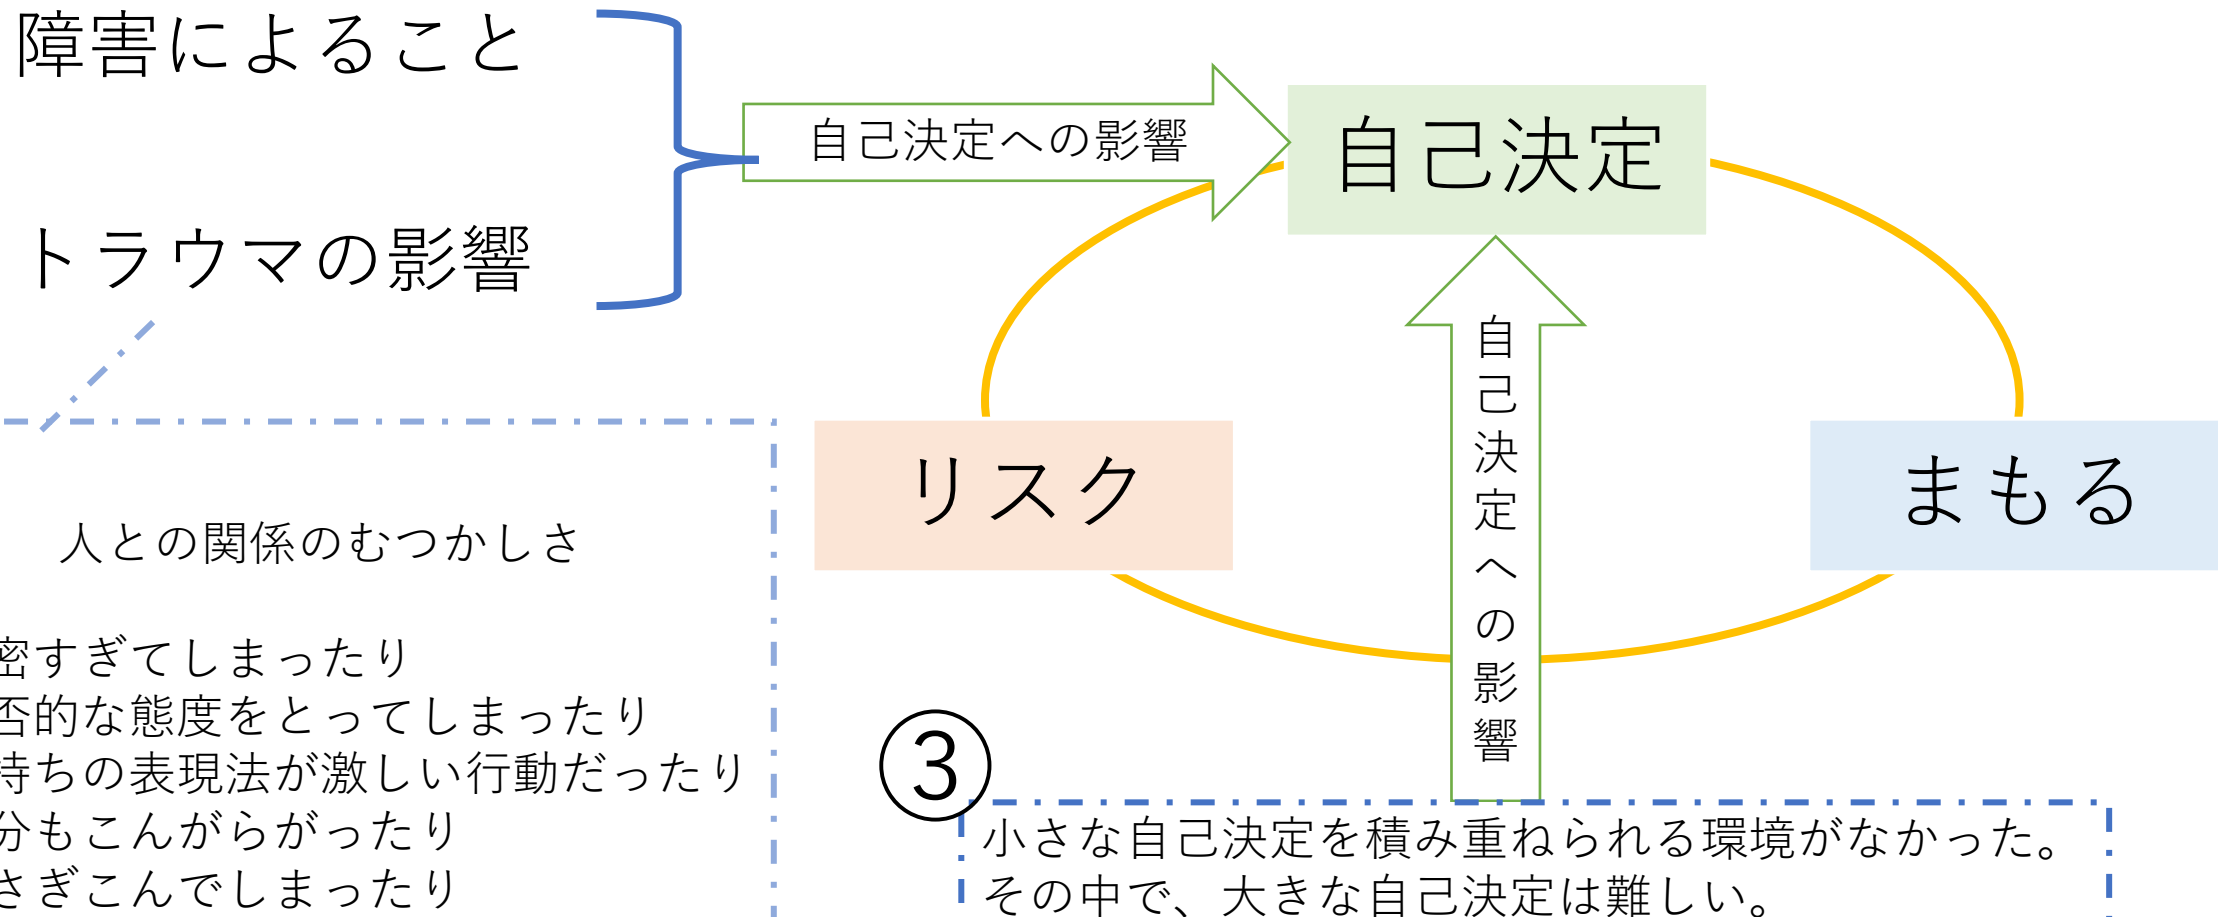 障害によること
トラウマの影響
自己決定への影響
自己決定
リスク
まもる
自己決定への影響
人との関係のむつかしさ
密すぎてしまったり
否的な態度をとってしまったり
持ちの表現法が激しい行動だったり
分もこんがらがったり
さぎこんでしまったり
③
小さな自己決定を積み重ねられる環境がなかった。
その中で、大きな自己決定は難しい。